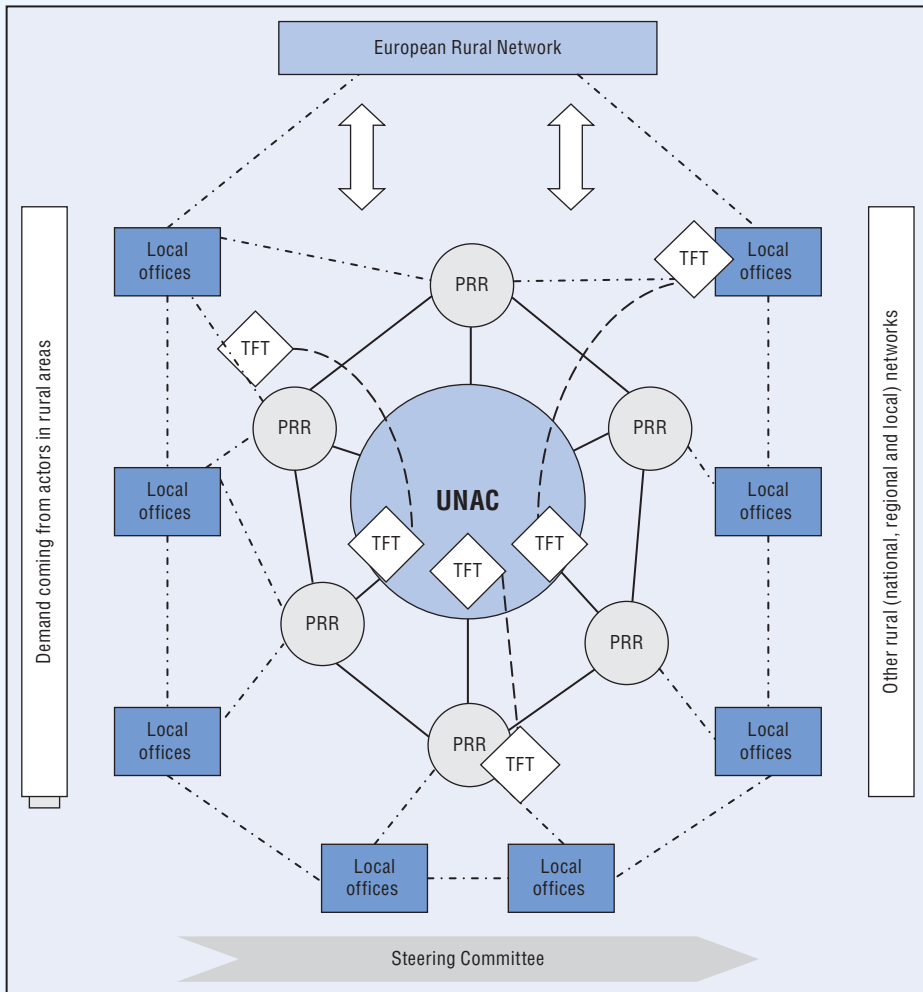 European Rural Network
Demand coming from actors in rural areas
Other rural (national, regional and local) networks
Local
offices
TFT
Local
offices
PRR
TFT
PRR
PRR
Local
offices
UNAC
Local
offices
TFT
TFT
TFT
PRR
PRR
Local
offices
PRR
TFT
Local
offices
Local
offices
Local
offices
Steering Committee